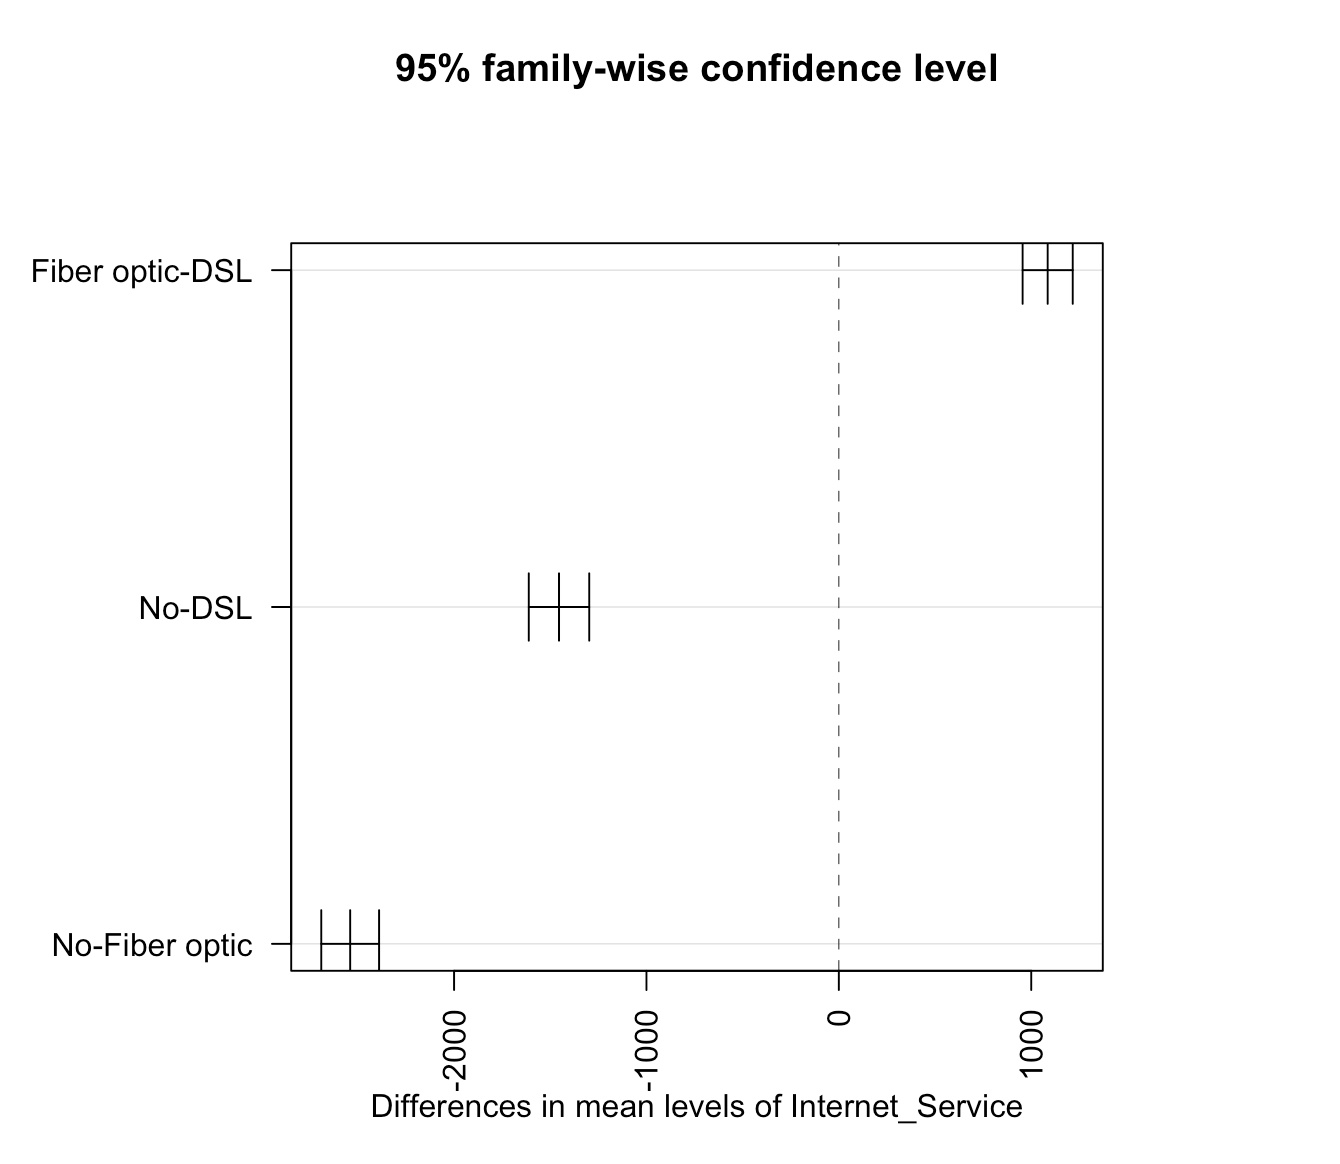 95% family-wise confidence level
Fiber optic-DSL
No-DSL
No-Fiber optic
-2000
-1000
0
1000
Differences in mean levels of Internet_Service